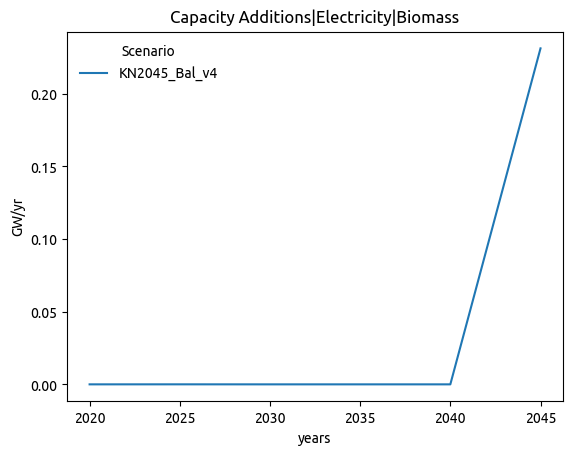 Capacity Additions|Electricity|Biomass
Scenario
KN2045_Bal_v4
GW/yr
0.20
0.15
0.10
0.05
0.00
2020 2025 2030 2035 2040 2045
years